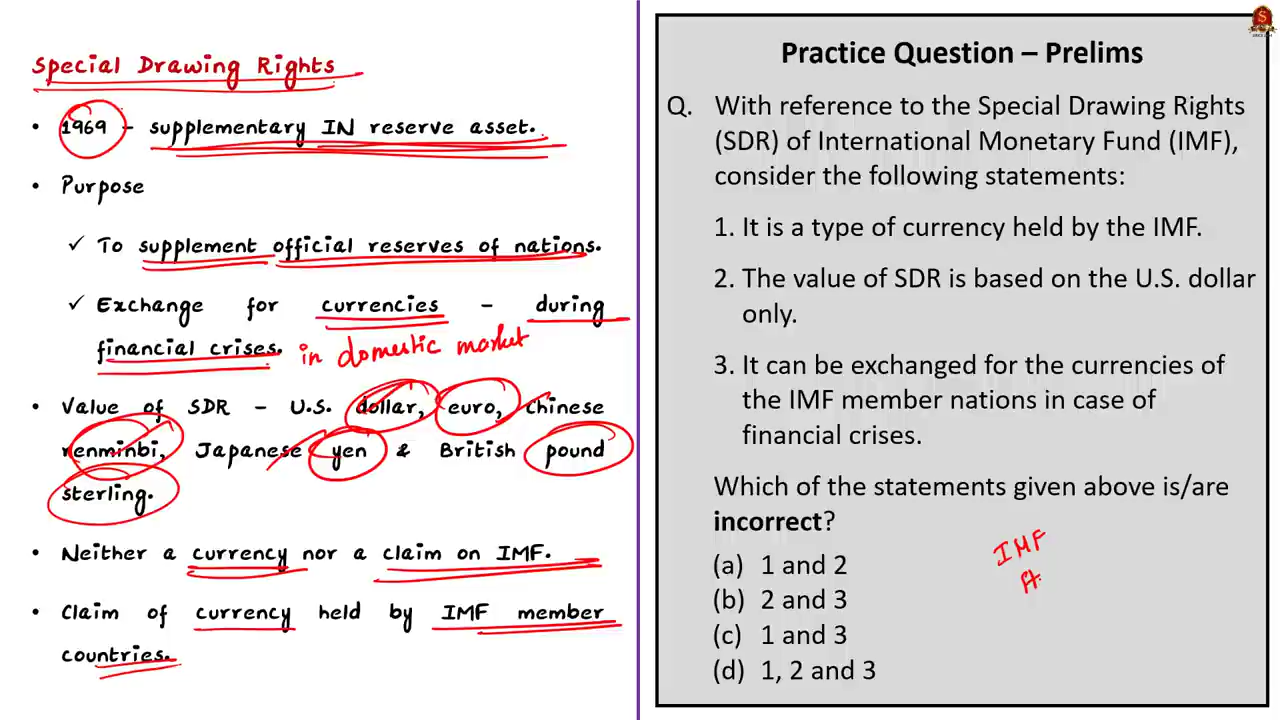 Special Drawing Rights
• 1969 - supplementary IN reserve asset.
• Purpose
✓ To supplement official reserves of nations.
✓ Exchange for currencies - during
financial crises. in domestic market
• Value of SDR - U.S. dollar, euro, Chinese
renminbi, Japanese yen & British pound
sterling.
• Neither a currency nor a claim on IMF.
• Claim of currency held by IMF member
countries.
Practice Question – Prelims
Q. With reference to the Special Drawing Rights
(SDR) of International Monetary Fund (IMF),
consider the following statements:
1. It is a type of currency held by the IMF.
2. The value of SDR is based on the U.S. dollar
only.
3. It can be exchanged for the currencies of
the IMF member nations in case of
financial crises.
Which of the statements given above is/are
incorrect?
(a) 1 and 2
(b) 2 and 3
(c) 1 and 3
(d) 1, 2 and 3
IMF